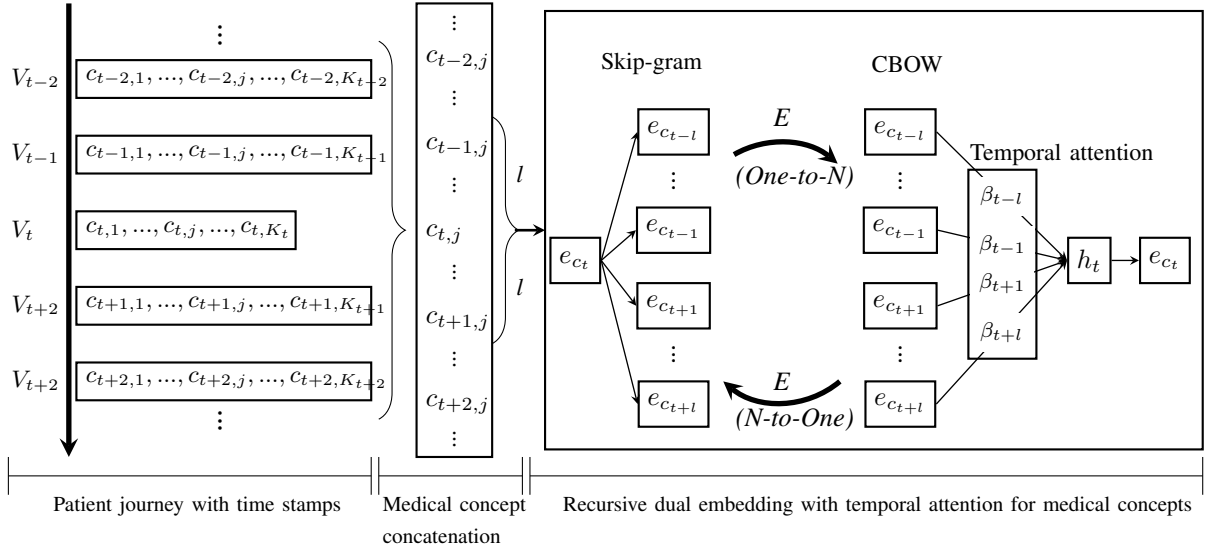 ⋮
V_{t−2}
c_{t−2,1}, ..., c_{t−2,j}, ..., c_{t−2,K_{t+2}}
V_{t−1}
c_{t−1,1}, ..., c_{t−1,j}, ..., c_{t−1,K_{t+1}}
V_t
c_{t,1}, ..., c_{t,j}, ..., c_{t,K_t}
V_{t+2}
c_{t+1,1}, ..., c_{t+1,j}, ..., c_{t+1,K_{t+1}}
V_{t+2}
c_{t+2,1}, ..., c_{t+2,j}, ..., c_{t+2,K_{t+2}}
⋮
Patient journey with time stamps
⋮
c_{t−2,j}
⋮
c_{t−1,j}
⋮
c_{t,j}
⋮
c_{t+1,j}
⋮
c_{t+2,j}
⋮
l
l
Medical concept
concatenation
Skip-gram
e_{c_t}
e_{c_{t−l}}
⋮
e_{c_{t−1}}
e_{c_{t+1}}
⋮
e_{c_{t+l}}
E
(One-to-N)
E
(N-to-One)
CBOW
e_{c_{t−l}}
⋮
e_{c_{t−1}}
e_{c_{t+1}}
⋮
e_{c_{t+l}}
Temporal attention
β_{t−l}
β_{t−1}
β_{t+1}
β_{t+l}
h_t
e_{c_t}
Recursive dual embedding with temporal attention for medical concepts